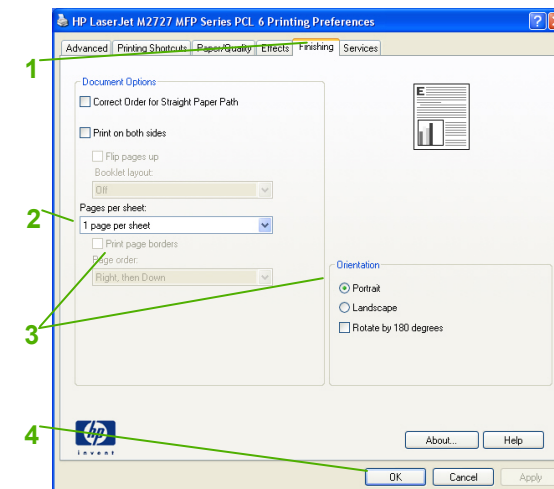 HP LaserJet M2727 MFP Series PCL 6 Printing Preferences
Advanced Printing Shortcuts Paper/Quality Effects Finishing Services
1
Document Options
Correct Order for Straight Paper Path
Print on both sides
Flip pages up
Booklet layout:
Off
Pages per sheet:
2
1 page per sheet
Print page borders
Page order:
Right, then Down
3
E
Orientation
Portrait
Landscape
Rotate by 180 degrees
4
hp
invent
About... Help
OK Cancel Apply